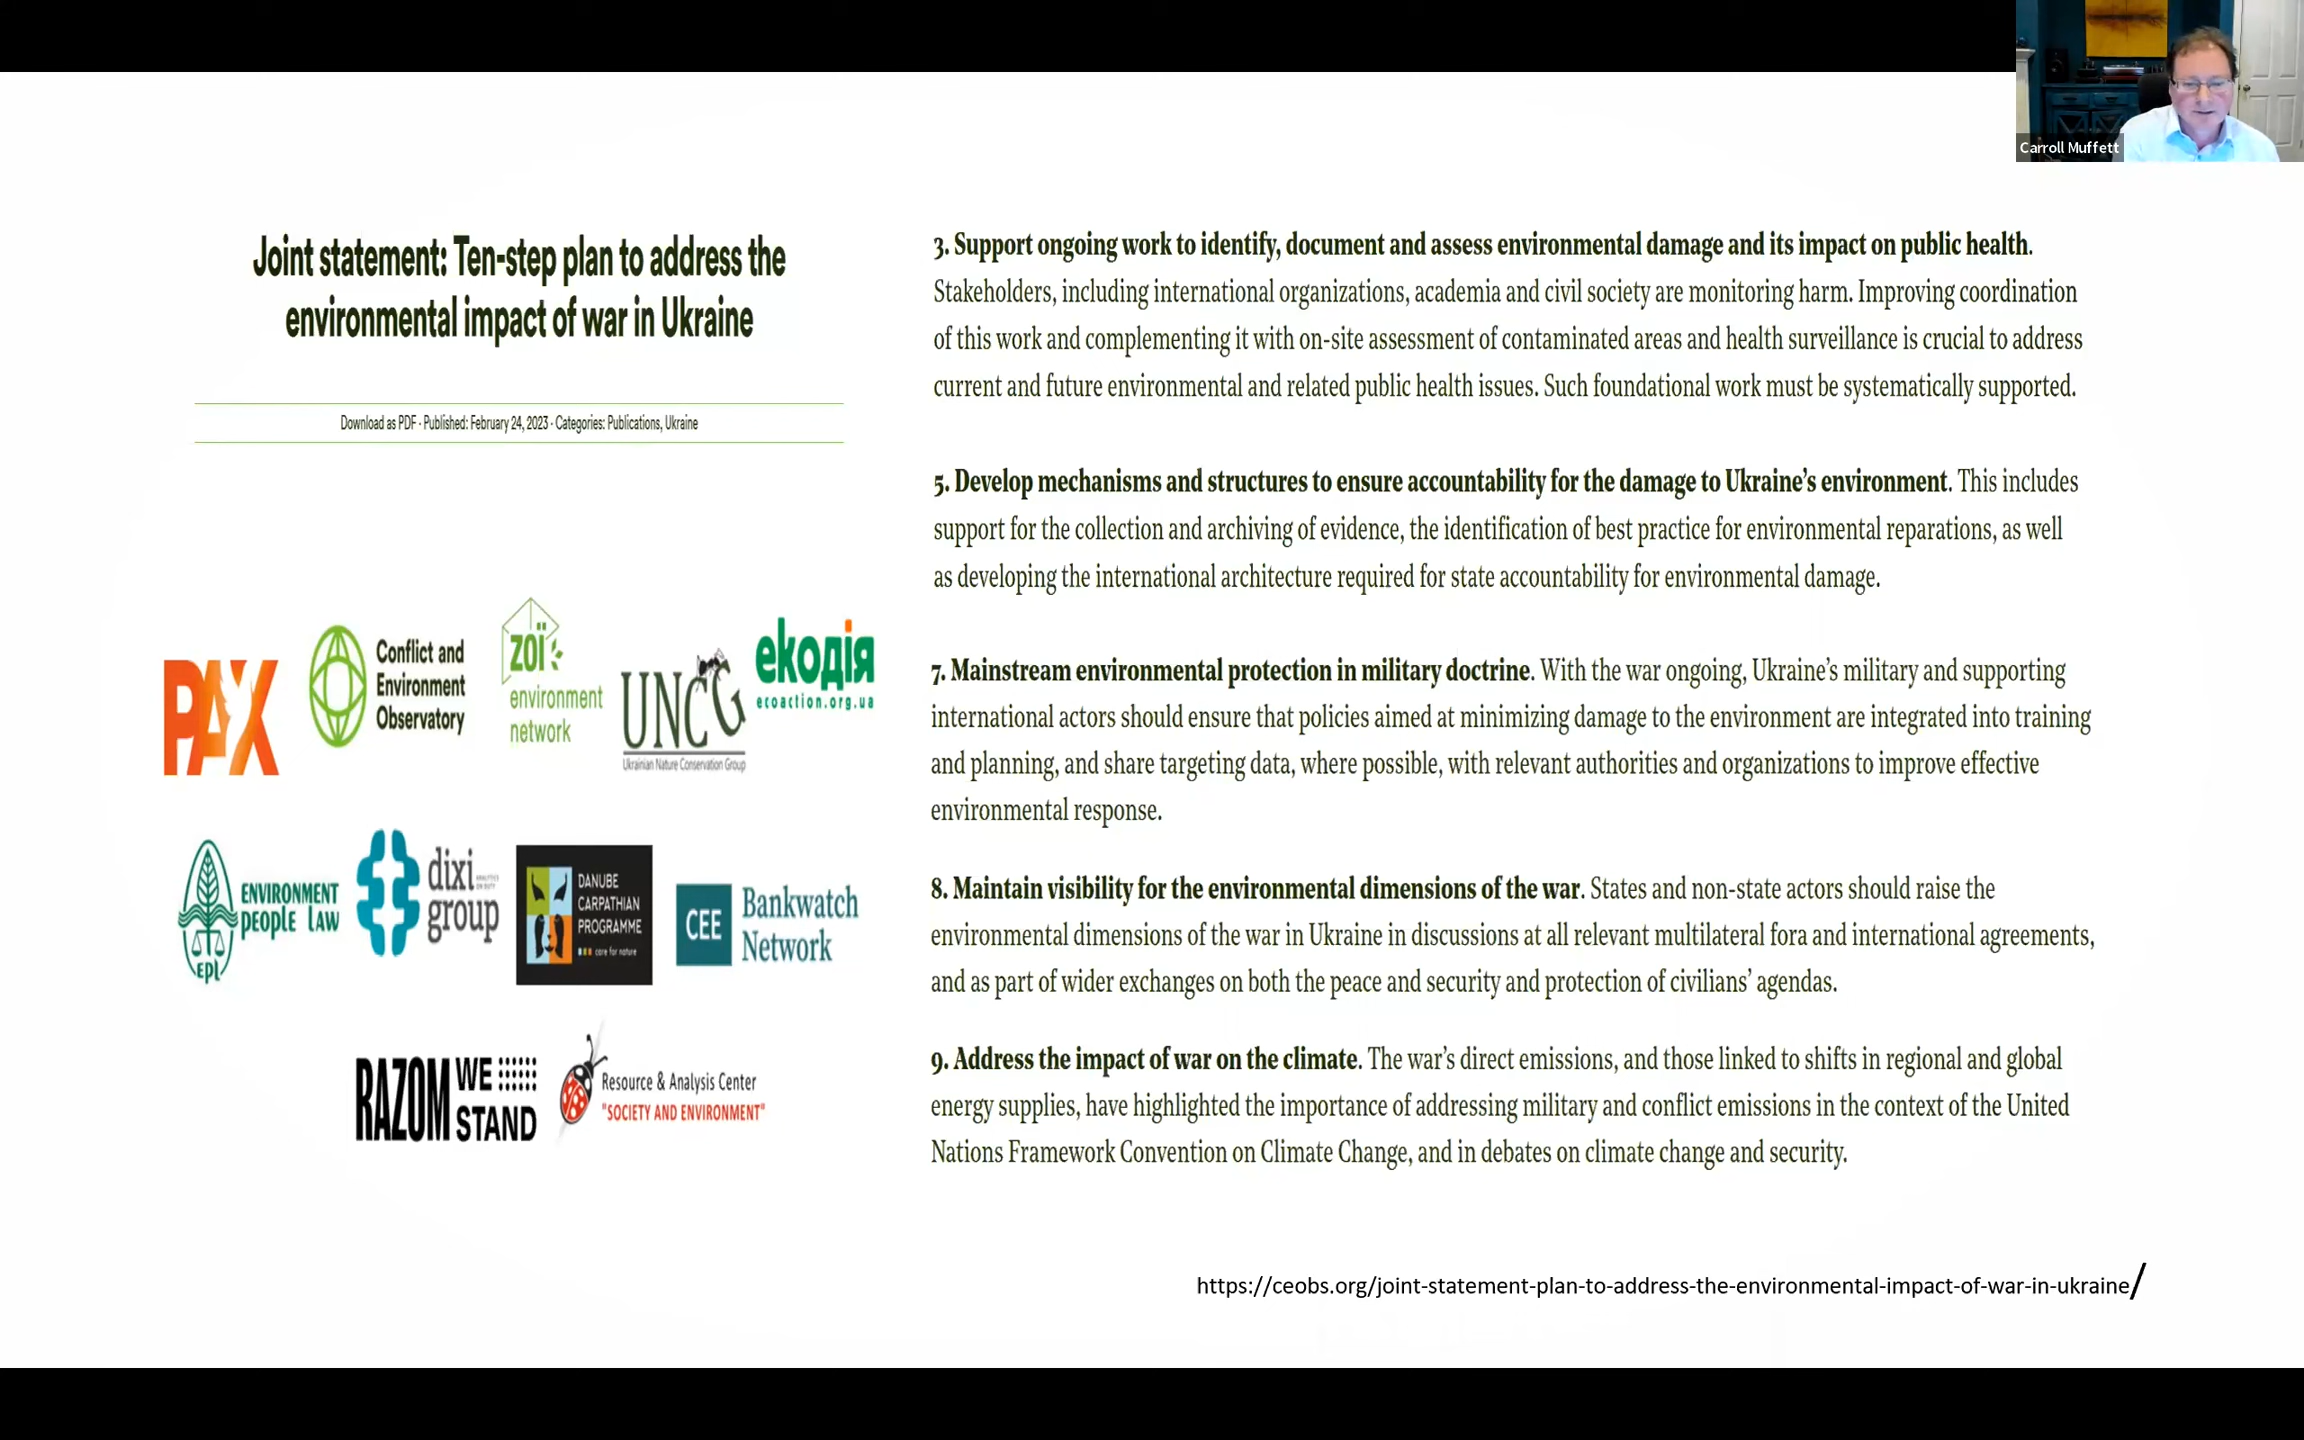 Carroll Muffett
Joint statement: Ten-step plan to address the
environmental impact of war in Ukraine
Download as PDF · Published: February 24, 2023 · Categories: Publications, Ukraine
PAX
Conflict and
Environment
Observatory
zoï
environment
network
UNCG
Ukrainian Nature Conservation Group
екодія
ecoaction.org.ua
ENVIRONMENT
PEOPLE LAW
EPL
dixi
group
DANUBE
CARPATHIAN
PROGRAMME
care for nature
CEE
Bankwatch
Network
RAZOM WE
STAND
Resource & Analysis Center
"SOCIETY AND ENVIRONMENT"
3. Support ongoing work to identify, document and assess environmental damage and its impact on public health.
Stakeholders, including international organizations, academia and civil society are monitoring harm. Improving coordination
of this work and complementing it with on-site assessment of contaminated areas and health surveillance is crucial to address
current and future environmental and related public health issues. Such foundational work must be systematically supported.
5. Develop mechanisms and structures to ensure accountability for the damage to Ukraine’s environment. This includes
support for the collection and archiving of evidence, the identification of best practice for environmental reparations, as well
as developing the international architecture required for state accountability for environmental damage.
7. Mainstream environmental protection in military doctrine. With the war ongoing, Ukraine’s military and supporting
international actors should ensure that policies aimed at minimizing damage to the environment are integrated into training
and planning, and share targeting data, where possible, with relevant authorities and organizations to improve effective
environmental response.
8. Maintain visibility for the environmental dimensions of the war. States and non-state actors should raise the
environmental dimensions of the war in Ukraine in discussions at all relevant multilateral fora and international agreements,
and as part of wider exchanges on both the peace and security and protection of civilians’ agendas.
9. Address the impact of war on the climate. The war’s direct emissions, and those linked to shifts in regional and global
energy supplies, have highlighted the importance of addressing military and conflict emissions in the context of the United
Nations Framework Convention on Climate Change, and in debates on climate change and security.
https://ceobs.org/joint-statement-plan-to-address-the-environmental-impact-of-war-in-ukraine/